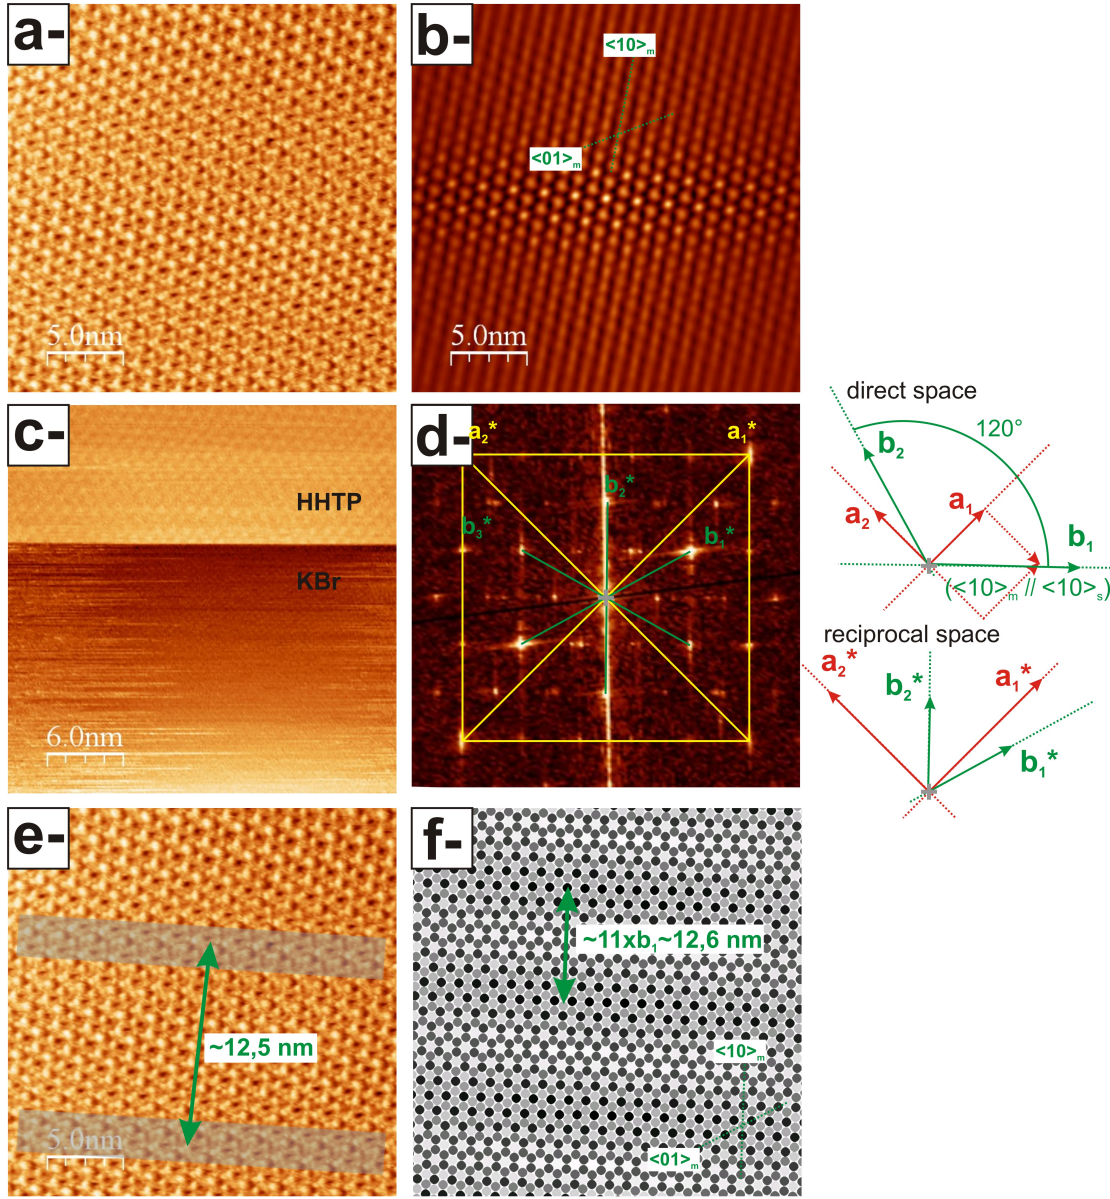 a-
5.0nm
b-
<10>m
<01>m
5.0nm
c-
HHTP
KBr
6.0nm
d-
a2*
a1*
b2*
b3*
b1*
direct space
120°
b2
a1
a2
b1
(<10>m // <10>s)
reciprocal space
a2*
b2*
a1*
b1*
e-
~12,5 nm
5.0nm
f-
~11xb1~12,6 nm
<10>m
<01>m